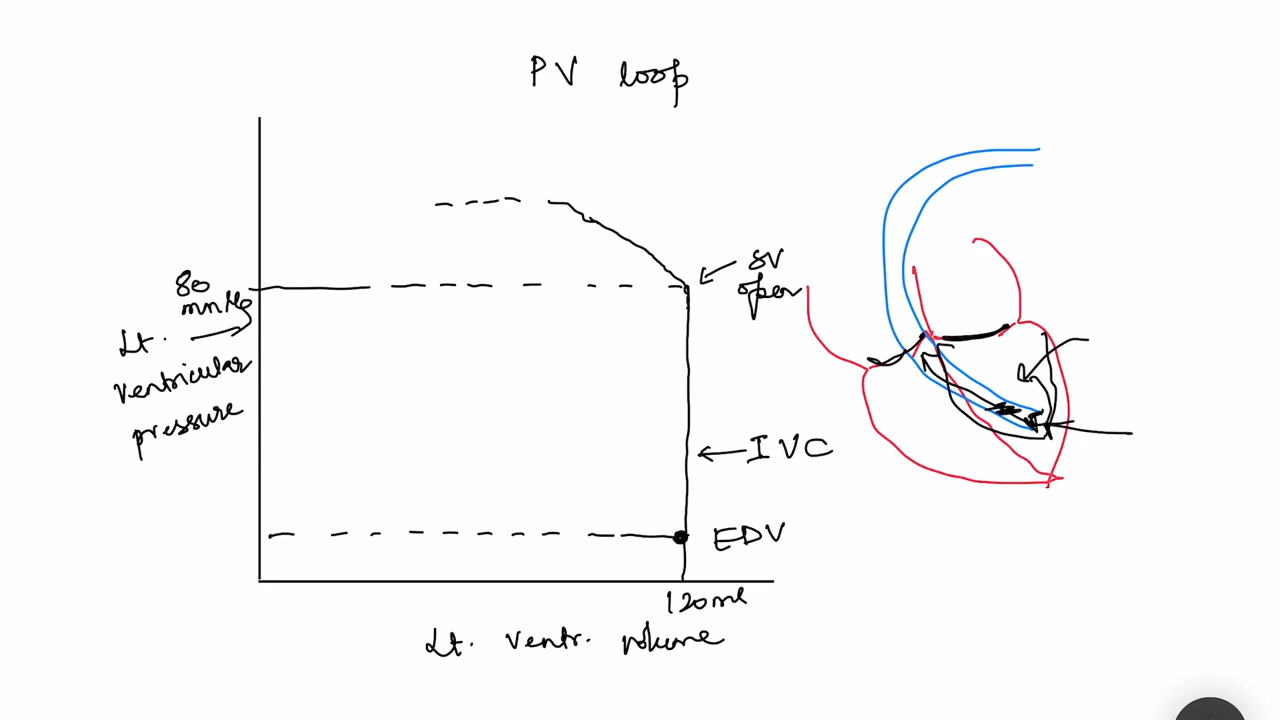 PV loop
SV
open
80
mmHg
Lt.
ventricular
pressure
IVC
EDV
120ml
Lt. ventr. volume